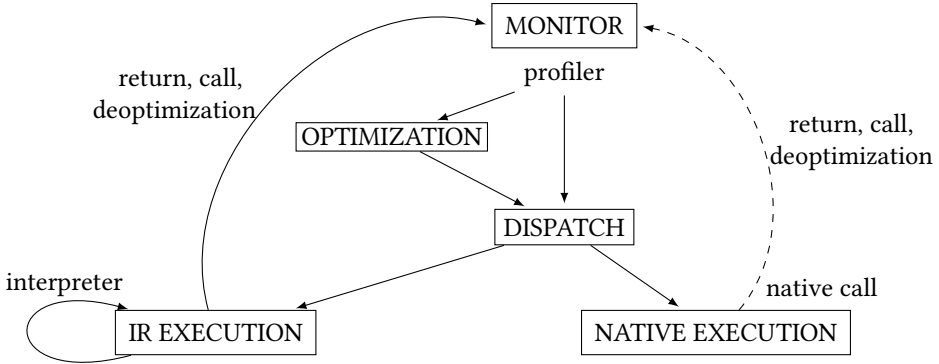 MONITOR
profiler
return, call,
deoptimization
OPTIMIZATION
return, call,
deoptimization
DISPATCH
interpreter
native call
IR EXECUTION
NATIVE EXECUTION